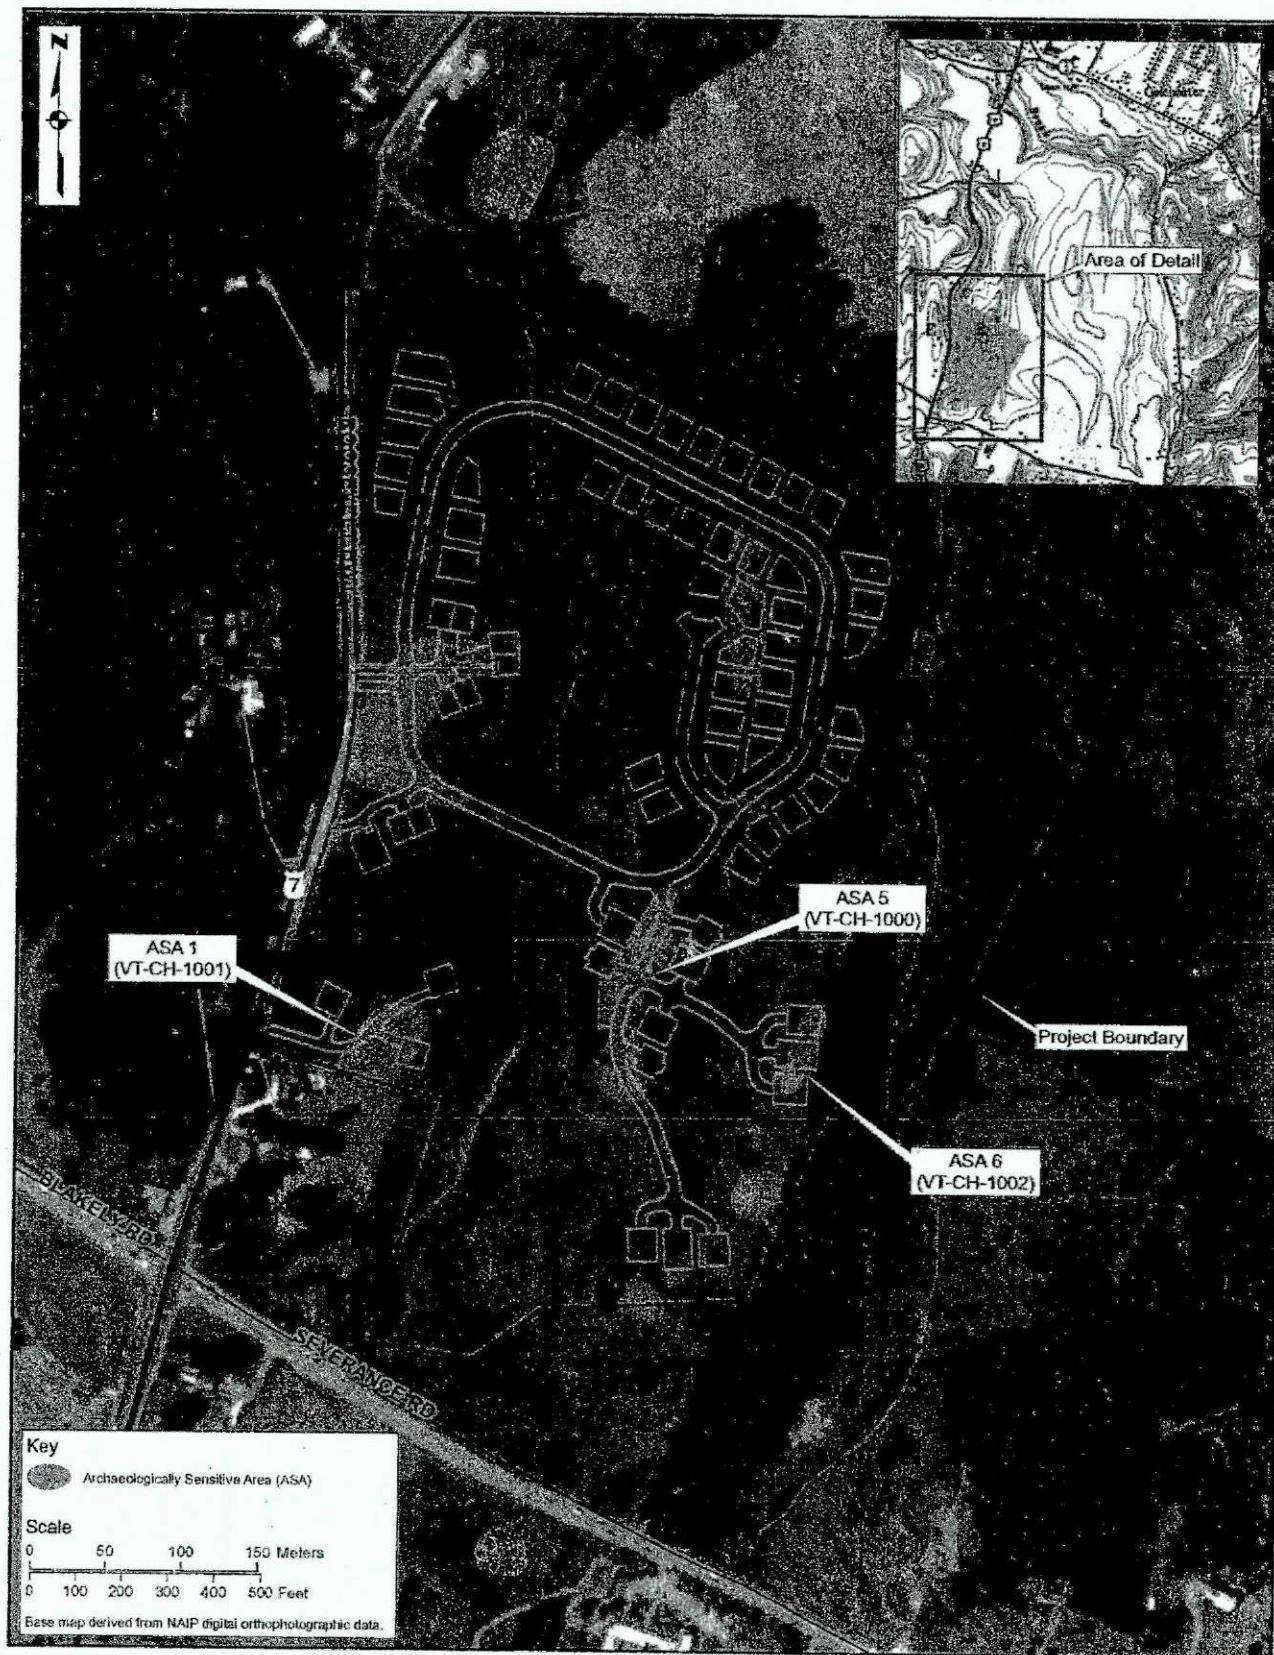 N
Colchester
Area of Detail
7
ASA 5
(VT-CH-1000)
ASA 1
(VT-CH-1001)
Project Boundary
ASA 6
(VT-CH-1002)
BLAKELY RD
SEVERANCE RD
Key
Archaeologically Sensitive Area (ASA)
Scale
0 50 100 150 Meters
0 100 200 300 400 500 Feet
Base map derived from NAIP digital orthophotographic data.